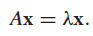 Ax = λx.